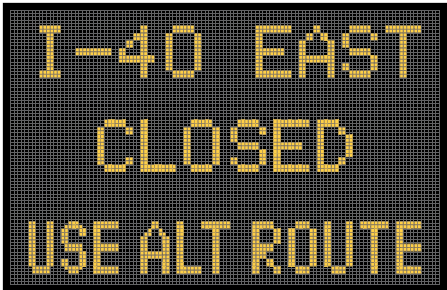 I-40 EAST
CLOSED
USE ALT ROUTE